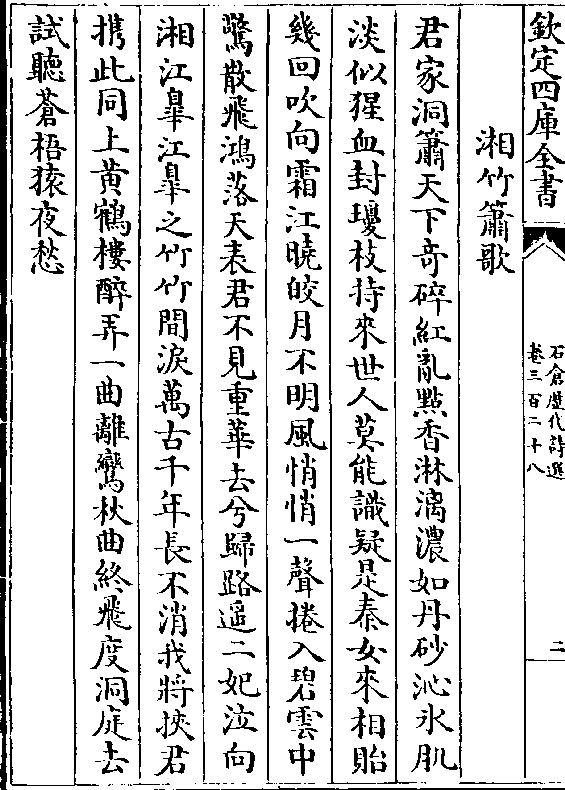 欽定四庫全書
石倉歷代詩選
卷三百二十八
二
湘竹簫歌
君家洞簫天下奇碎紅亂點香淋漓濃如丹砂沁氷肌
淡似猩血封瓊枝持來世人莫能識疑是秦女來相貽
幾回吹向霜江曉皎月不明風悄悄一聲捲入碧雲中
驚散飛鴻落天表君不見重華去兮歸路遥二妃泣向
湘江臯江臯之竹竹間淚萬古千年長不消我將挾君
携此同上黄鶴樓醉弄一曲離鸞秋曲終飛度洞庭去
試聽蒼梧猿夜愁